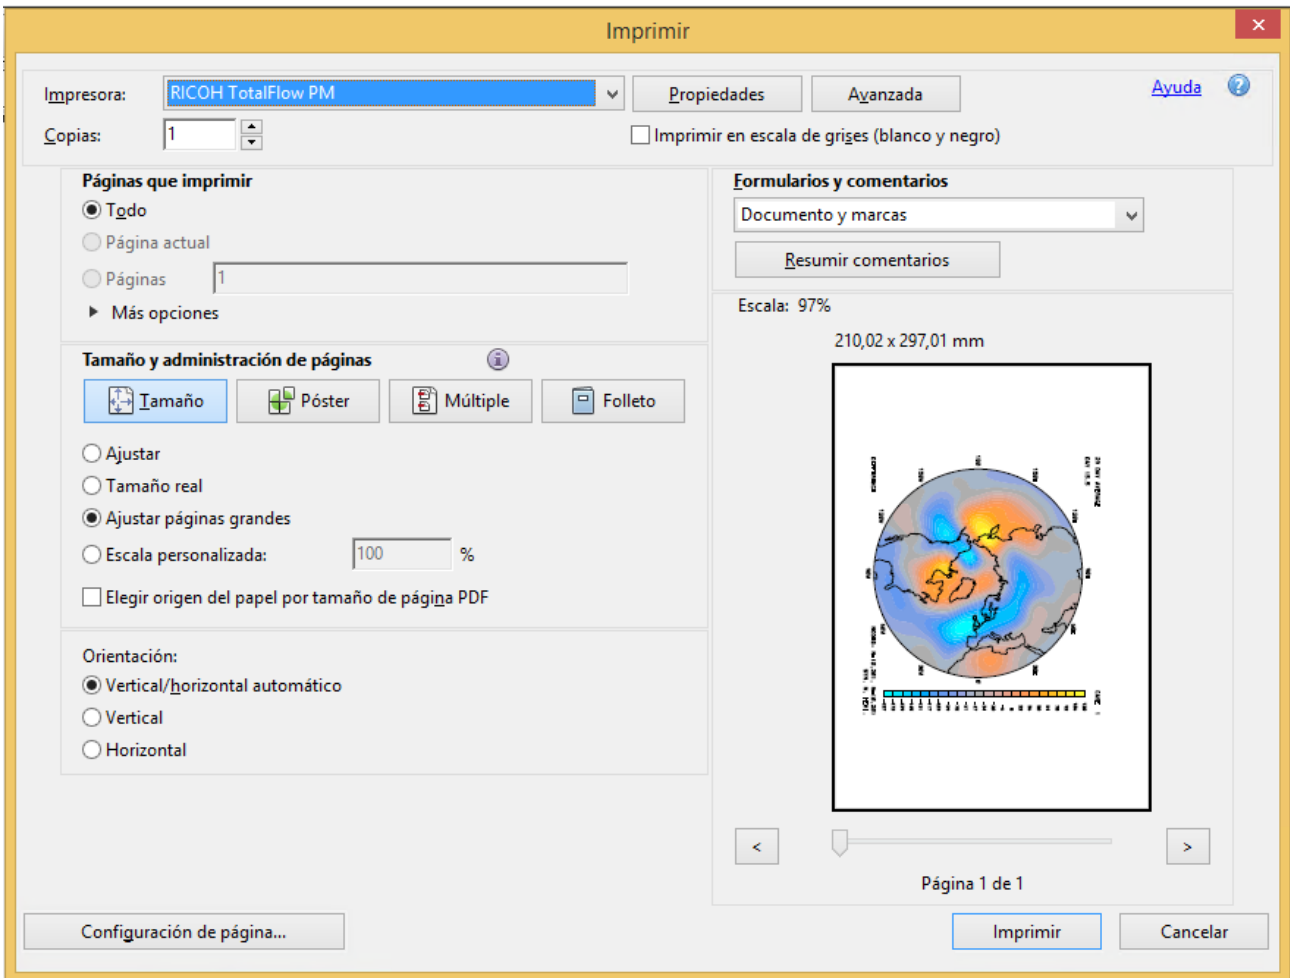 Imprimir
Impresora: RICOH TotalFlow PM Propiedades Avanzada Ayuda
Copias: 1 Imprimir en escala de grises (blanco y negro)
Páginas que imprimir
Todo
Página actual
Páginas 1
Más opciones
Formularios y comentarios
Documento y marcas
Resumir comentarios
Escala: 97%
210,02 x 297,01 mm
Tamaño y administración de páginas
Tamaño Póster Múltiple Folleto
Ajustar
Tamaño real
Ajustar páginas grandes
Escala personalizada: 100 %
Elegir origen del papel por tamaño de página PDF
Orientación:
Vertical/horizontal automático
Vertical
Horizontal
< >
Página 1 de 1
Configuración de página... Imprimir Cancelar